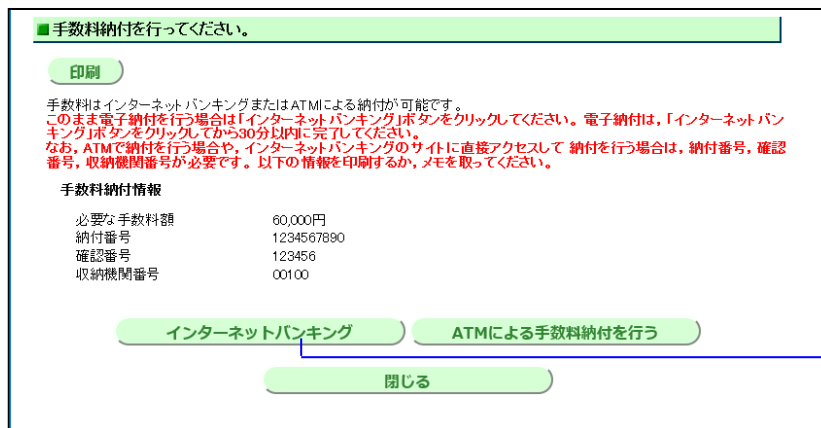 ■手数料納付を行ってください。
印刷
手数料はインターネットバンキングまたはATMによる納付が可能です。
このまま電子納付を行う場合は「インターネットバンキング」ボタンをクリックしてください。電子納付は，「インターネットバン
キング」ボタンをクリックしてから30分以内に完了してください。
なお，ATMで納付を行う場合や，インターネットバンキングのサイトに直接アクセスして 納付を行う場合は，納付番号，確認
番号，収納機関番号が必要です。以下の情報を印刷するか，メモを取ってください。
手数料納付情報
必要な手数料額 60,000円
納付番号 1234567890
確認番号 123456
収納機関番号 00100
インターネットバンキング ATMによる手数料納付を行う
閉じる